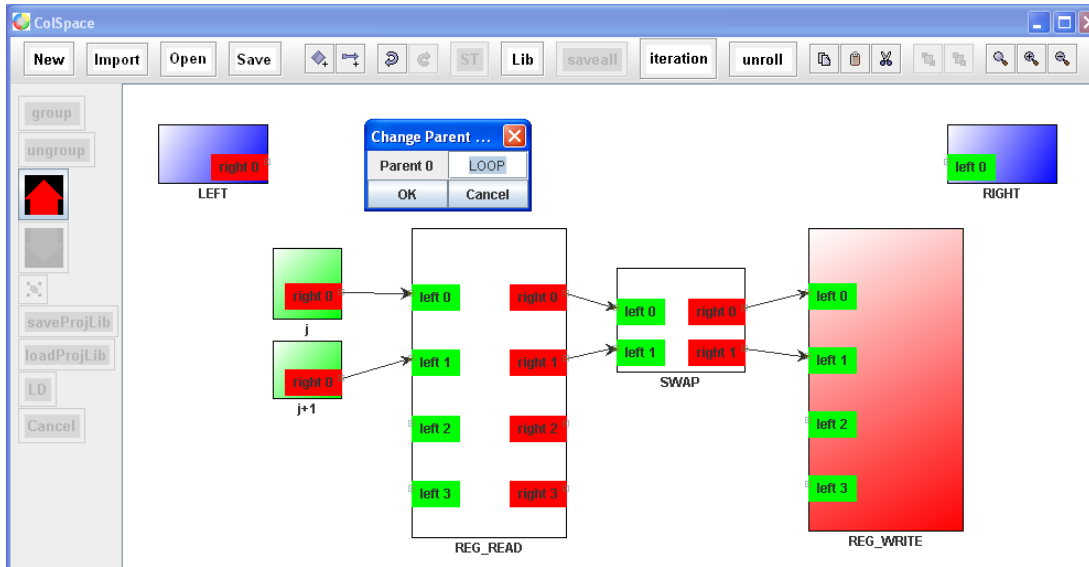 ColSpace
New Import Open Save ST Lib saveall iteration unroll
group
ungroup
saveProjLib
loadProjLib
LD
Cancel
right 0
LEFT
Change Parent ...
Parent 0 LOOP
OK Cancel
left 0
RIGHT
right 0
j
right 0
j+1
left 0 right 0
left 1 right 1
left 2 right 2
left 3 right 3
REG_READ
left 0 right 0
left 1 right 1
SWAP
left 0
left 1
left 2
left 3
REG_WRITE